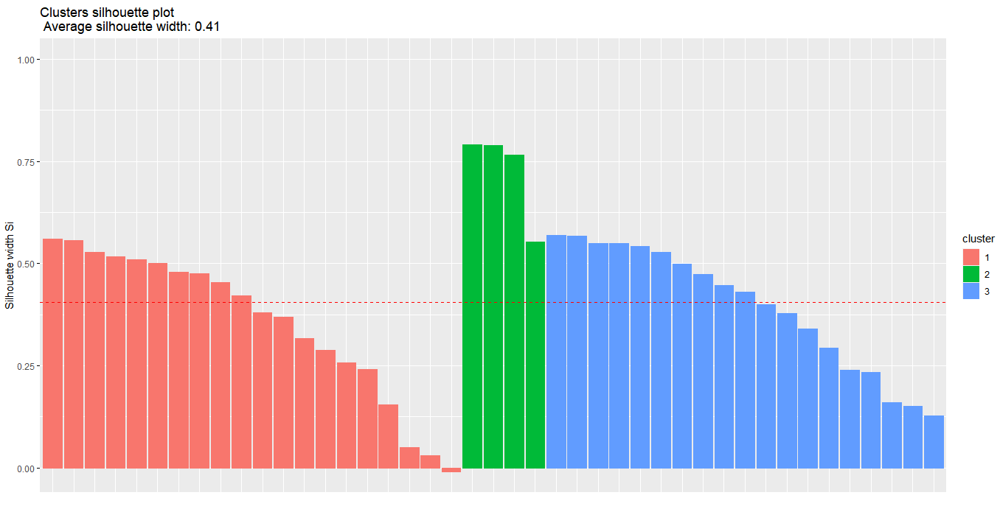 Clusters silhouette plot
Average silhouette width: 0.41
1.00
0.75
0.50
0.25
0.00
Silhouette width Si
cluster
1
2
3